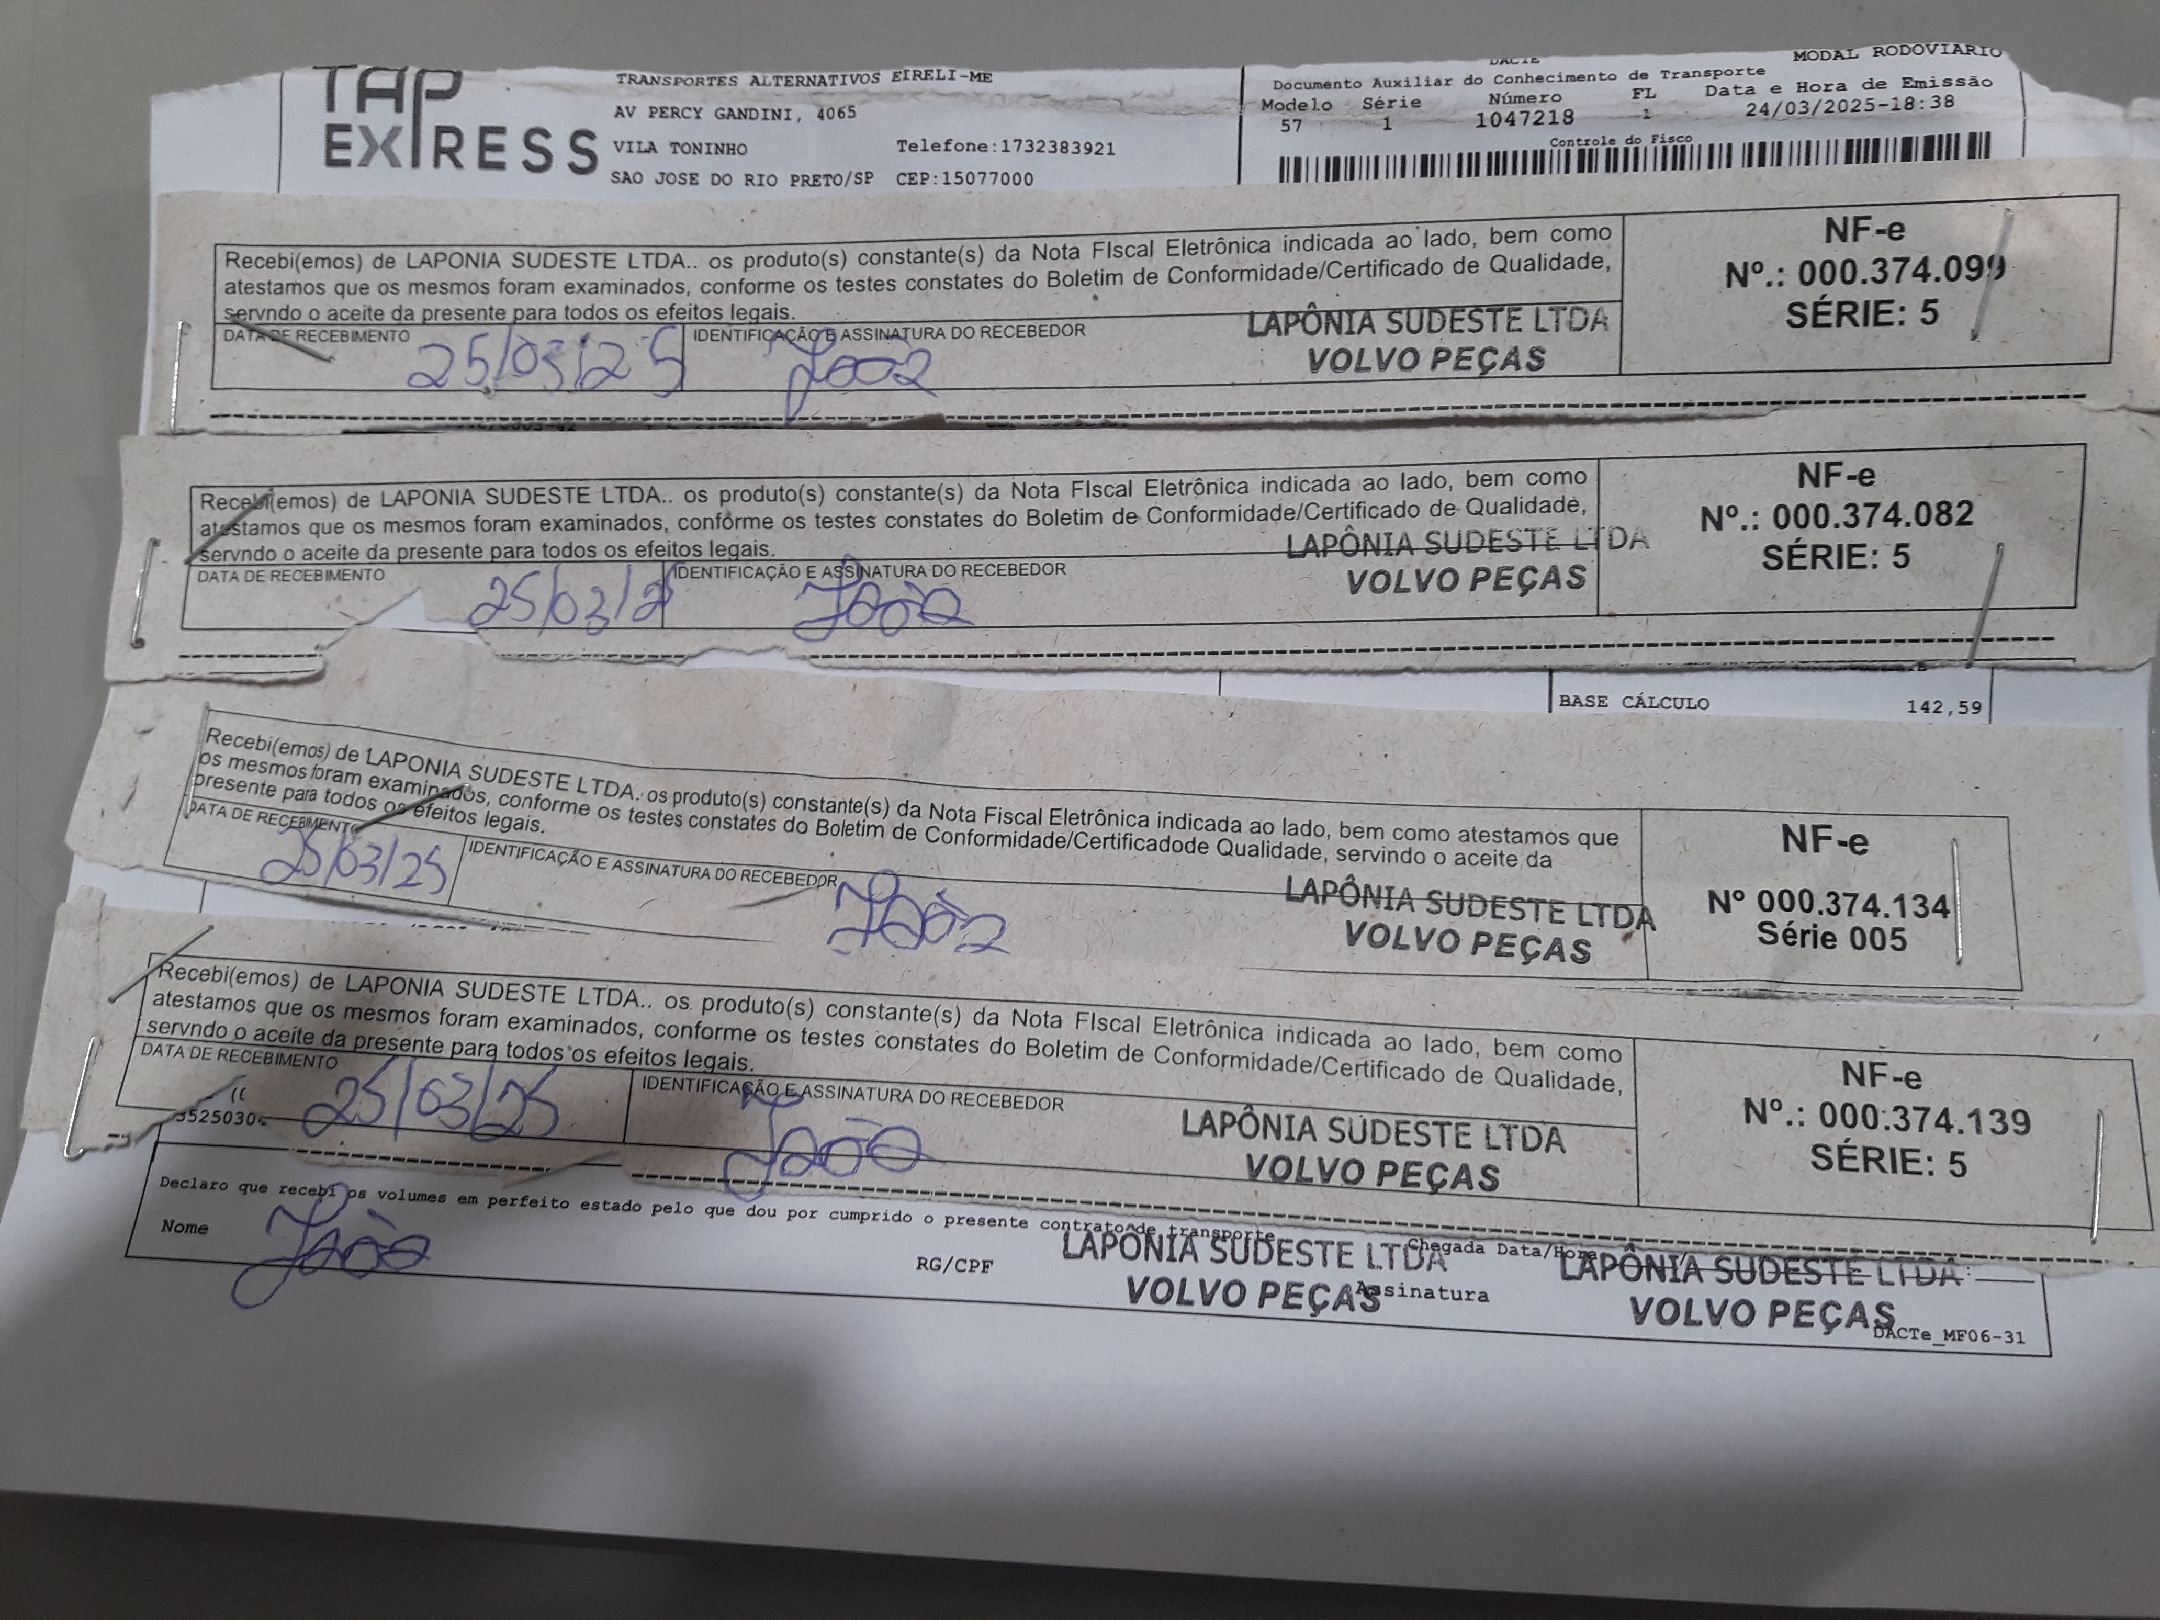 TAP
EXPRESS
TRANSPORTES ALTERNATIVOS EIRELI-ME
AV PERCY GANDINI, 4065
VILA TONINHO Telefone:1732383921
SAO JOSE DO RIO PRETO/SP CEP:15077000
DACTE MODAL RODOVIARIO
Documento Auxiliar do Conhecimento de Transporte
Modelo Série Número FL Data e Hora de Emissão
57 1 1047218 1 24/03/2025-18:38
Controle do Fisco
Recebi(emos) de LAPONIA SUDESTE LTDA.. os produto(s) constante(s) da Nota FIscal Eletrônica indicada ao lado, bem como
atestamos que os mesmos foram examinados, conforme os testes constates do Boletim de Conformidade/Certificado de Qualidade,
servndo o aceite da presente para todos os efeitos legais.
DATA DE RECEBIMENTO IDENTIFICAÇÃO E ASSINATURA DO RECEBEDOR
25/03/25 João
LAPÔNIA SUDESTE LTDA
VOLVO PEÇAS
NF-e
Nº.: 000.374.099
SÉRIE: 5
Recebi(emos) de LAPONIA SUDESTE LTDA.. os produto(s) constante(s) da Nota FIscal Eletrônica indicada ao lado, bem como
atestamos que os mesmos foram examinados, conforme os testes constates do Boletim de Conformidade/Certificado de Qualidade,
servndo o aceite da presente para todos os efeitos legais.
DATA DE RECEBIMENTO IDENTIFICAÇÃO E ASSINATURA DO RECEBEDOR
25/03/2 João
LAPÔNIA SUDESTE LTDA
VOLVO PEÇAS
NF-e
Nº.: 000.374.082
SÉRIE: 5
BASE CÁLCULO 142,59
Recebi(emos) de LAPONIA SUDESTE LTDA. os produto(s) constante(s) da Nota Fiscal Eletrônica indicada ao lado, bem como atestamos que
os mesmos foram examinados, conforme os testes constates do Boletim de Conformidade/Certificadode Qualidade, servindo o aceite da
presente para todos os efeitos legais.
DATA DE RECEBIMENTO IDENTIFICAÇÃO E ASSINATURA DO RECEBEDOR
25/03/25 João
LAPÔNIA SUDESTE LTDA
VOLVO PEÇAS
NF-e
Nº 000.374.134
Série 005
Recebi(emos) de LAPONIA SUDESTE LTDA.. os produto(s) constante(s) da Nota FIscal Eletrônica indicada ao lado, bem como
atestamos que os mesmos foram examinados, conforme os testes constates do Boletim de Conformidade/Certificado de Qualidade,
servndo o aceite da presente para todos os efeitos legais.
DATA DE RECEBIMENTO IDENTIFICAÇÃO E ASSINATURA DO RECEBEDOR
25/03/25 João
LAPÔNIA SUDESTE LTDA
VOLVO PEÇAS
NF-e
Nº.: 000.374.139
SÉRIE: 5
Declaro que recebi os volumes em perfeito estado pelo que dou por cumprido o presente contrato de transporte
Nome João RG/CPF Chegada Data/Hora:
Assinatura
LAPÔNIA SUDESTE LTDA
VOLVO PEÇAS
LAPÔNIA SUDESTE LTDA
VOLVO PEÇAS
DACTe_MF06-31